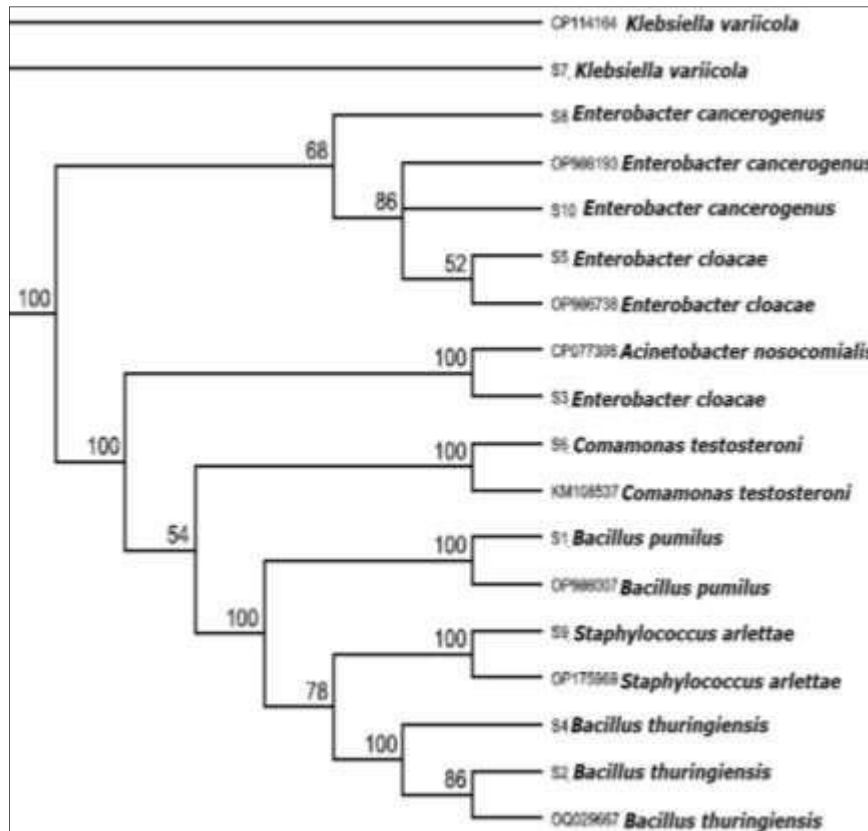 CP114164 Klebsiella variicola
S7 Klebsiella variicola
S8 Enterobacter cancerogenus
68
OP986193 Enterobacter cancerogenus
86
S10 Enterobacter cancerogenus
S5 Enterobacter cloacae
52
OP986738 Enterobacter cloacae
100
CP077398 Acinetobacter nosocomialis
100
S3 Enterobacter cloacae
100
S6 Comamonas testosteroni
100
KM108537 Comamonas testosteroni
54
S1 Bacillus pumilus
100
Bacillus pumilus
100
S9 Staphylococcus arlettae
100
Staphylococcus arlettae
78
S4 Bacillus thuringiensis
100
S2 Bacillus thuringiensis
86
OQ029667 Bacillus thuringiensis